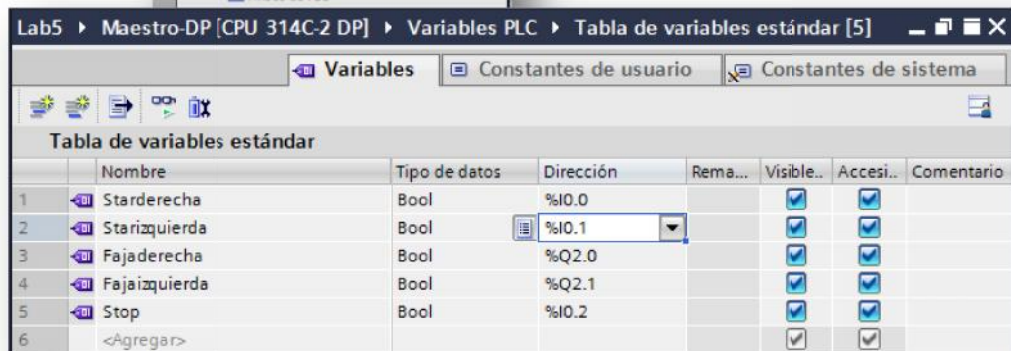 Lab5 ▸ Maestro-DP [CPU 314C-2 DP] ▸ Variables PLC ▸ Tabla de variables estándar [5]
Variables Constantes de usuario Constantes de sistema
Tabla de variables estándar
Nombre Tipo de datos Dirección Rema... Visible.. Accesi.. Comentario
1 Starderecha Bool %I0.0
2 Starizquierda Bool %I0.1
3 Fajaderecha Bool %Q2.0
4 Fajaizquierda Bool %Q2.1
5 Stop Bool %I0.2
6 <Agregar>